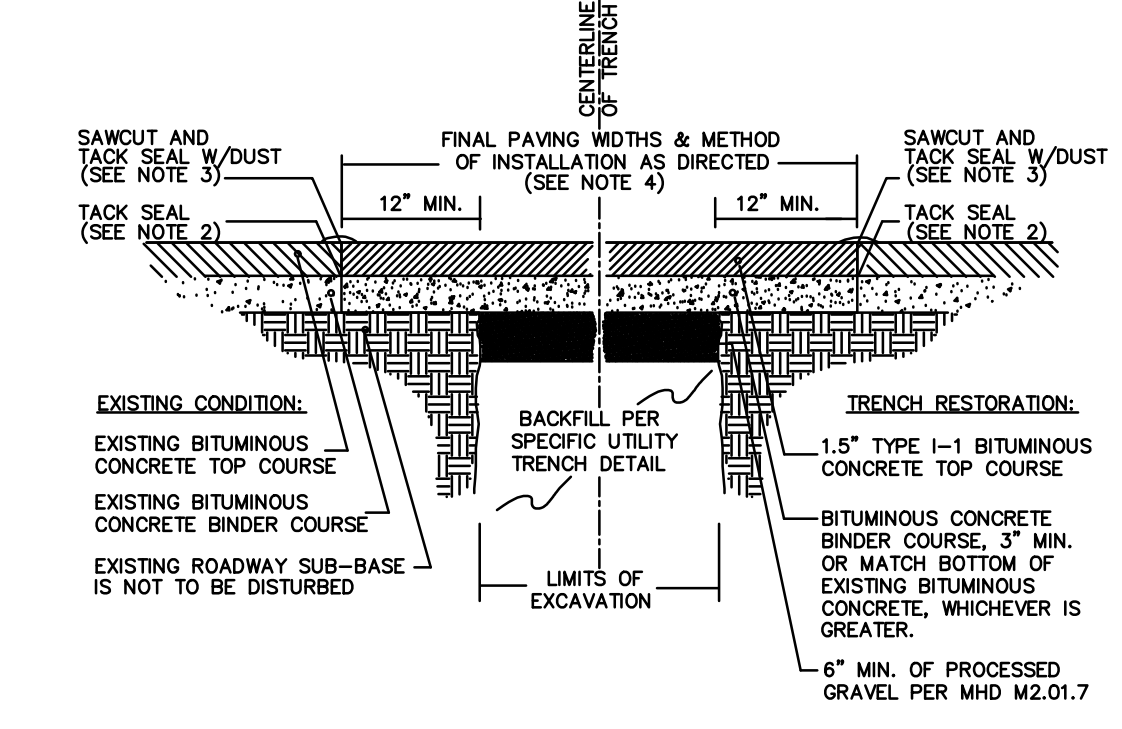 CENTERLINE
OF TRENCH
SAWCUT AND
TACK SEAL W/DUST
(SEE NOTE 3)
TACK SEAL
(SEE NOTE 2)
FINAL PAVING WIDTHS & METHOD
OF INSTALLATION AS DIRECTED
(SEE NOTE 4)
12" MIN.
12" MIN.
SAWCUT AND
TACK SEAL W/DUST
(SEE NOTE 3)
TACK SEAL
(SEE NOTE 2)
EXISTING CONDITION:
EXISTING BITUMINOUS
CONCRETE TOP COURSE
EXISTING BITUMINOUS
CONCRETE BINDER COURSE
EXISTING ROADWAY SUB-BASE
IS NOT TO BE DISTURBED
BACKFILL PER
SPECIFIC UTILITY
TRENCH DETAIL
LIMITS OF
EXCAVATION
TRENCH RESTORATION:
1.5" TYPE I-1 BITUMINOUS
CONCRETE TOP COURSE
BITUMINOUS CONCRETE
BINDER COURSE, 3" MIN.
OR MATCH BOTTOM OF
EXISTING BITUMINOUS
CONCRETE, WHICHEVER IS
GREATER.
6" MIN. OF PROCESSED
GRAVEL PER MHD M2.01.7